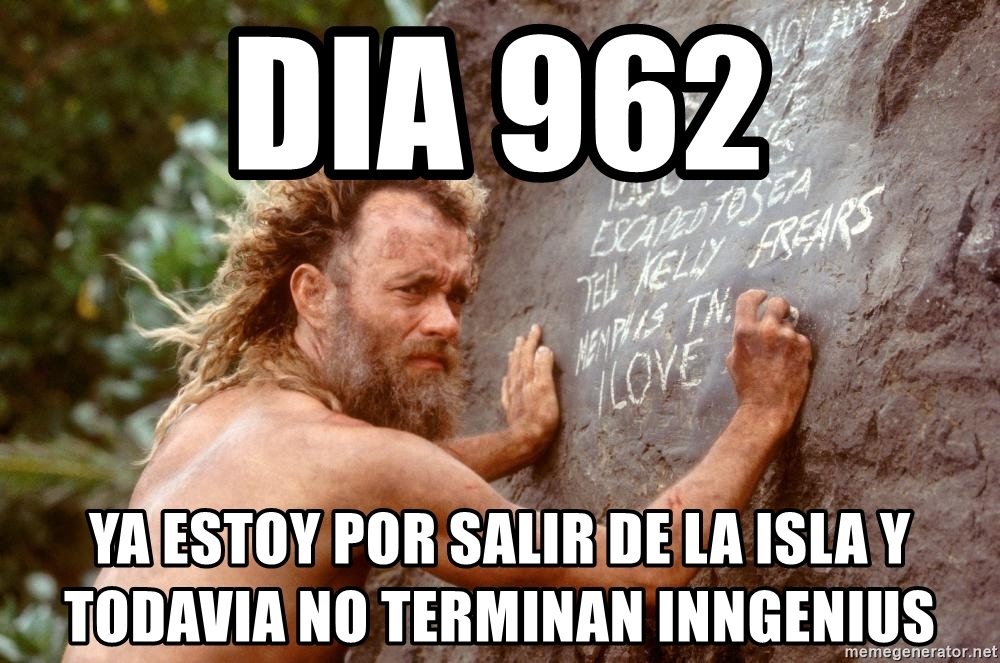 DIA 962
ESCAPED TO SEA
TELL KELLY FREARS
MEMPHIS TN.
I LOVE
YA ESTOY POR SALIR DE LA ISLA Y
TODAVIA NO TERMINAN INNGENIUS
memegenerator.net